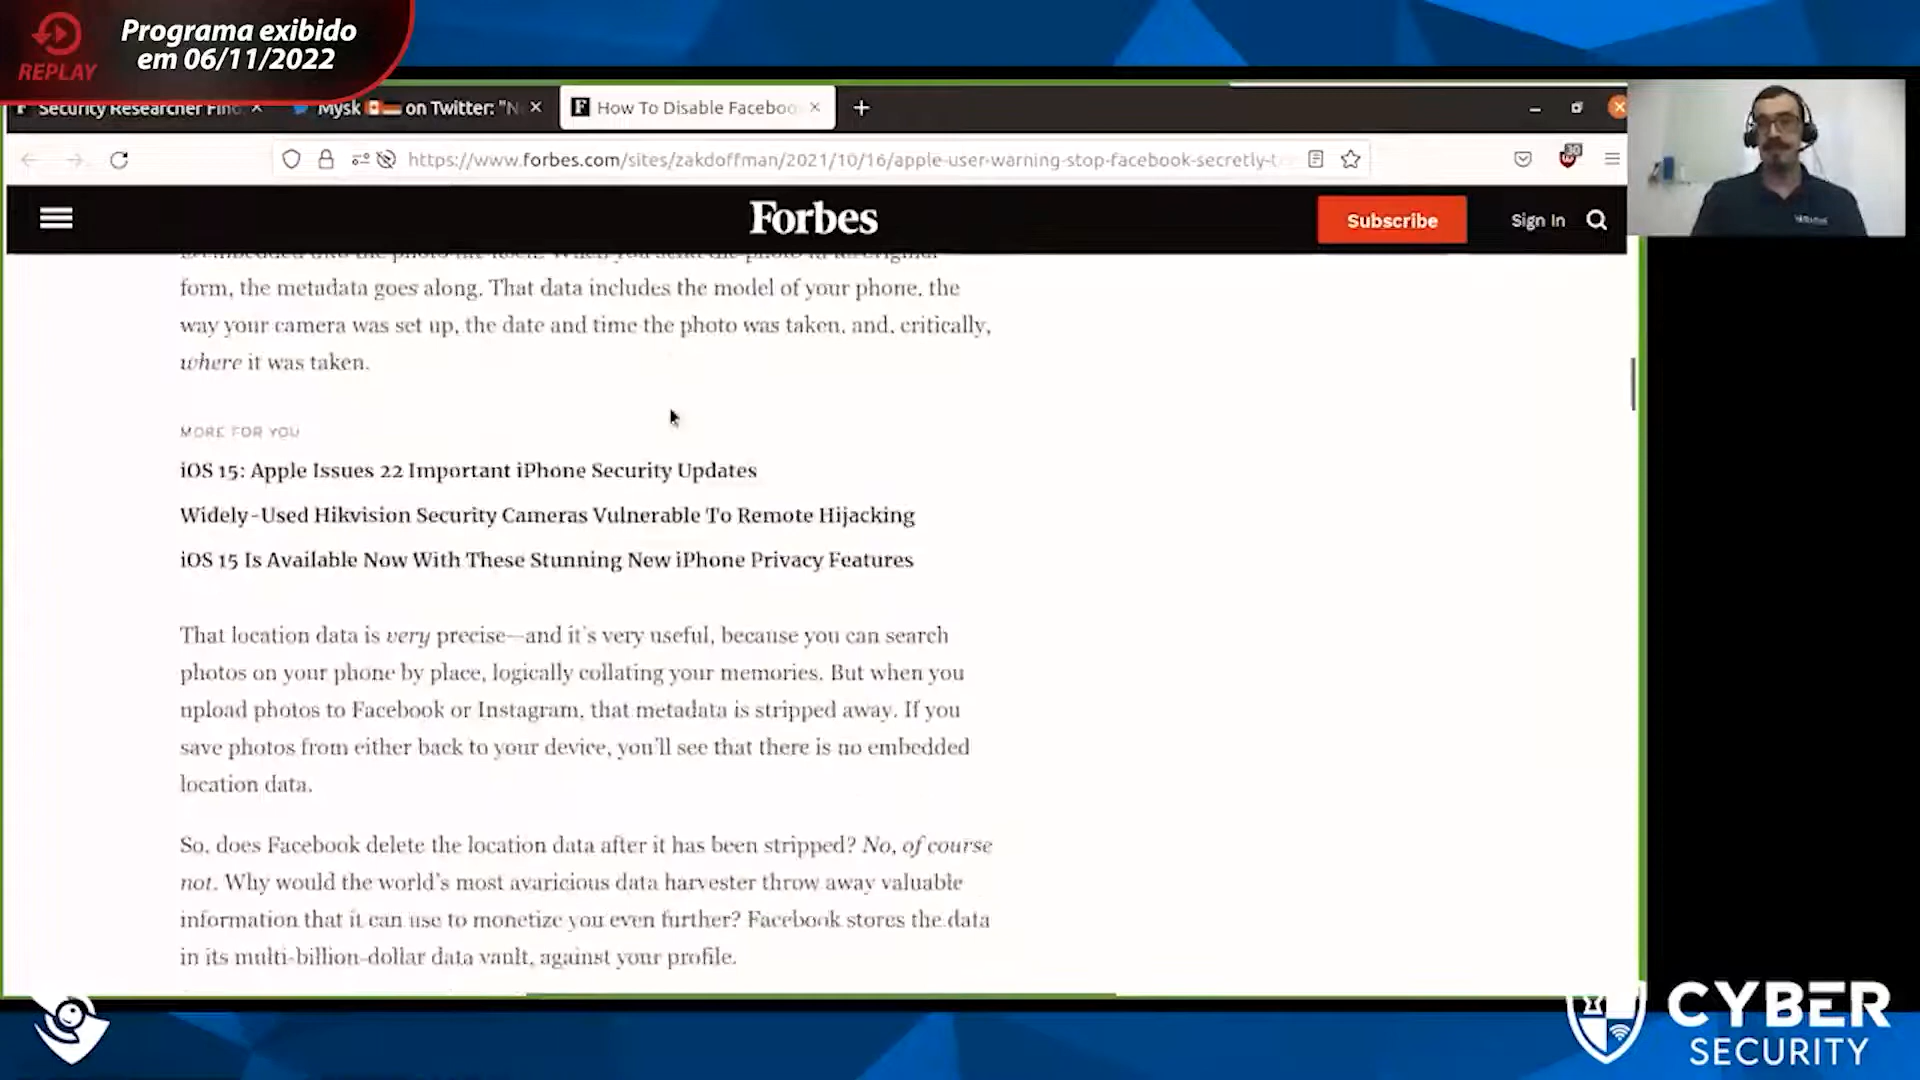 Programa exibido
em 06/11/2022
REPLAY
Security Researcher Find
Mysk on Twitter: "N
How To Disable Faceboo
https://www.forbes.com/sites/zakdoffman/2021/10/16/apple-user-warning-stop-facebook-secretly-t
30
Forbes
Subscribe
Sign In
form, the metadata goes along. That data includes the model of your phone, the
way your camera was set up, the date and time the photo was taken, and, critically,
where it was taken.
MORE FOR YOU
iOS 15: Apple Issues 22 Important iPhone Security Updates
Widely-Used Hikvision Security Cameras Vulnerable To Remote Hijacking
iOS 15 Is Available Now With These Stunning New iPhone Privacy Features
That location data is very precise—and it's very useful, because you can search
photos on your phone by place, logically collating your memories. But when you
upload photos to Facebook or Instagram, that metadata is stripped away. If you
save photos from either back to your device, you'll see that there is no embedded
location data.
So, does Facebook delete the location data after it has been stripped? No, of course
not. Why would the world's most avaricious data harvester throw away valuable
information that it can use to monetize you even further? Facebook stores the data
in its multi-billion-dollar data vault, against your profile.
CYBER
SECURITY